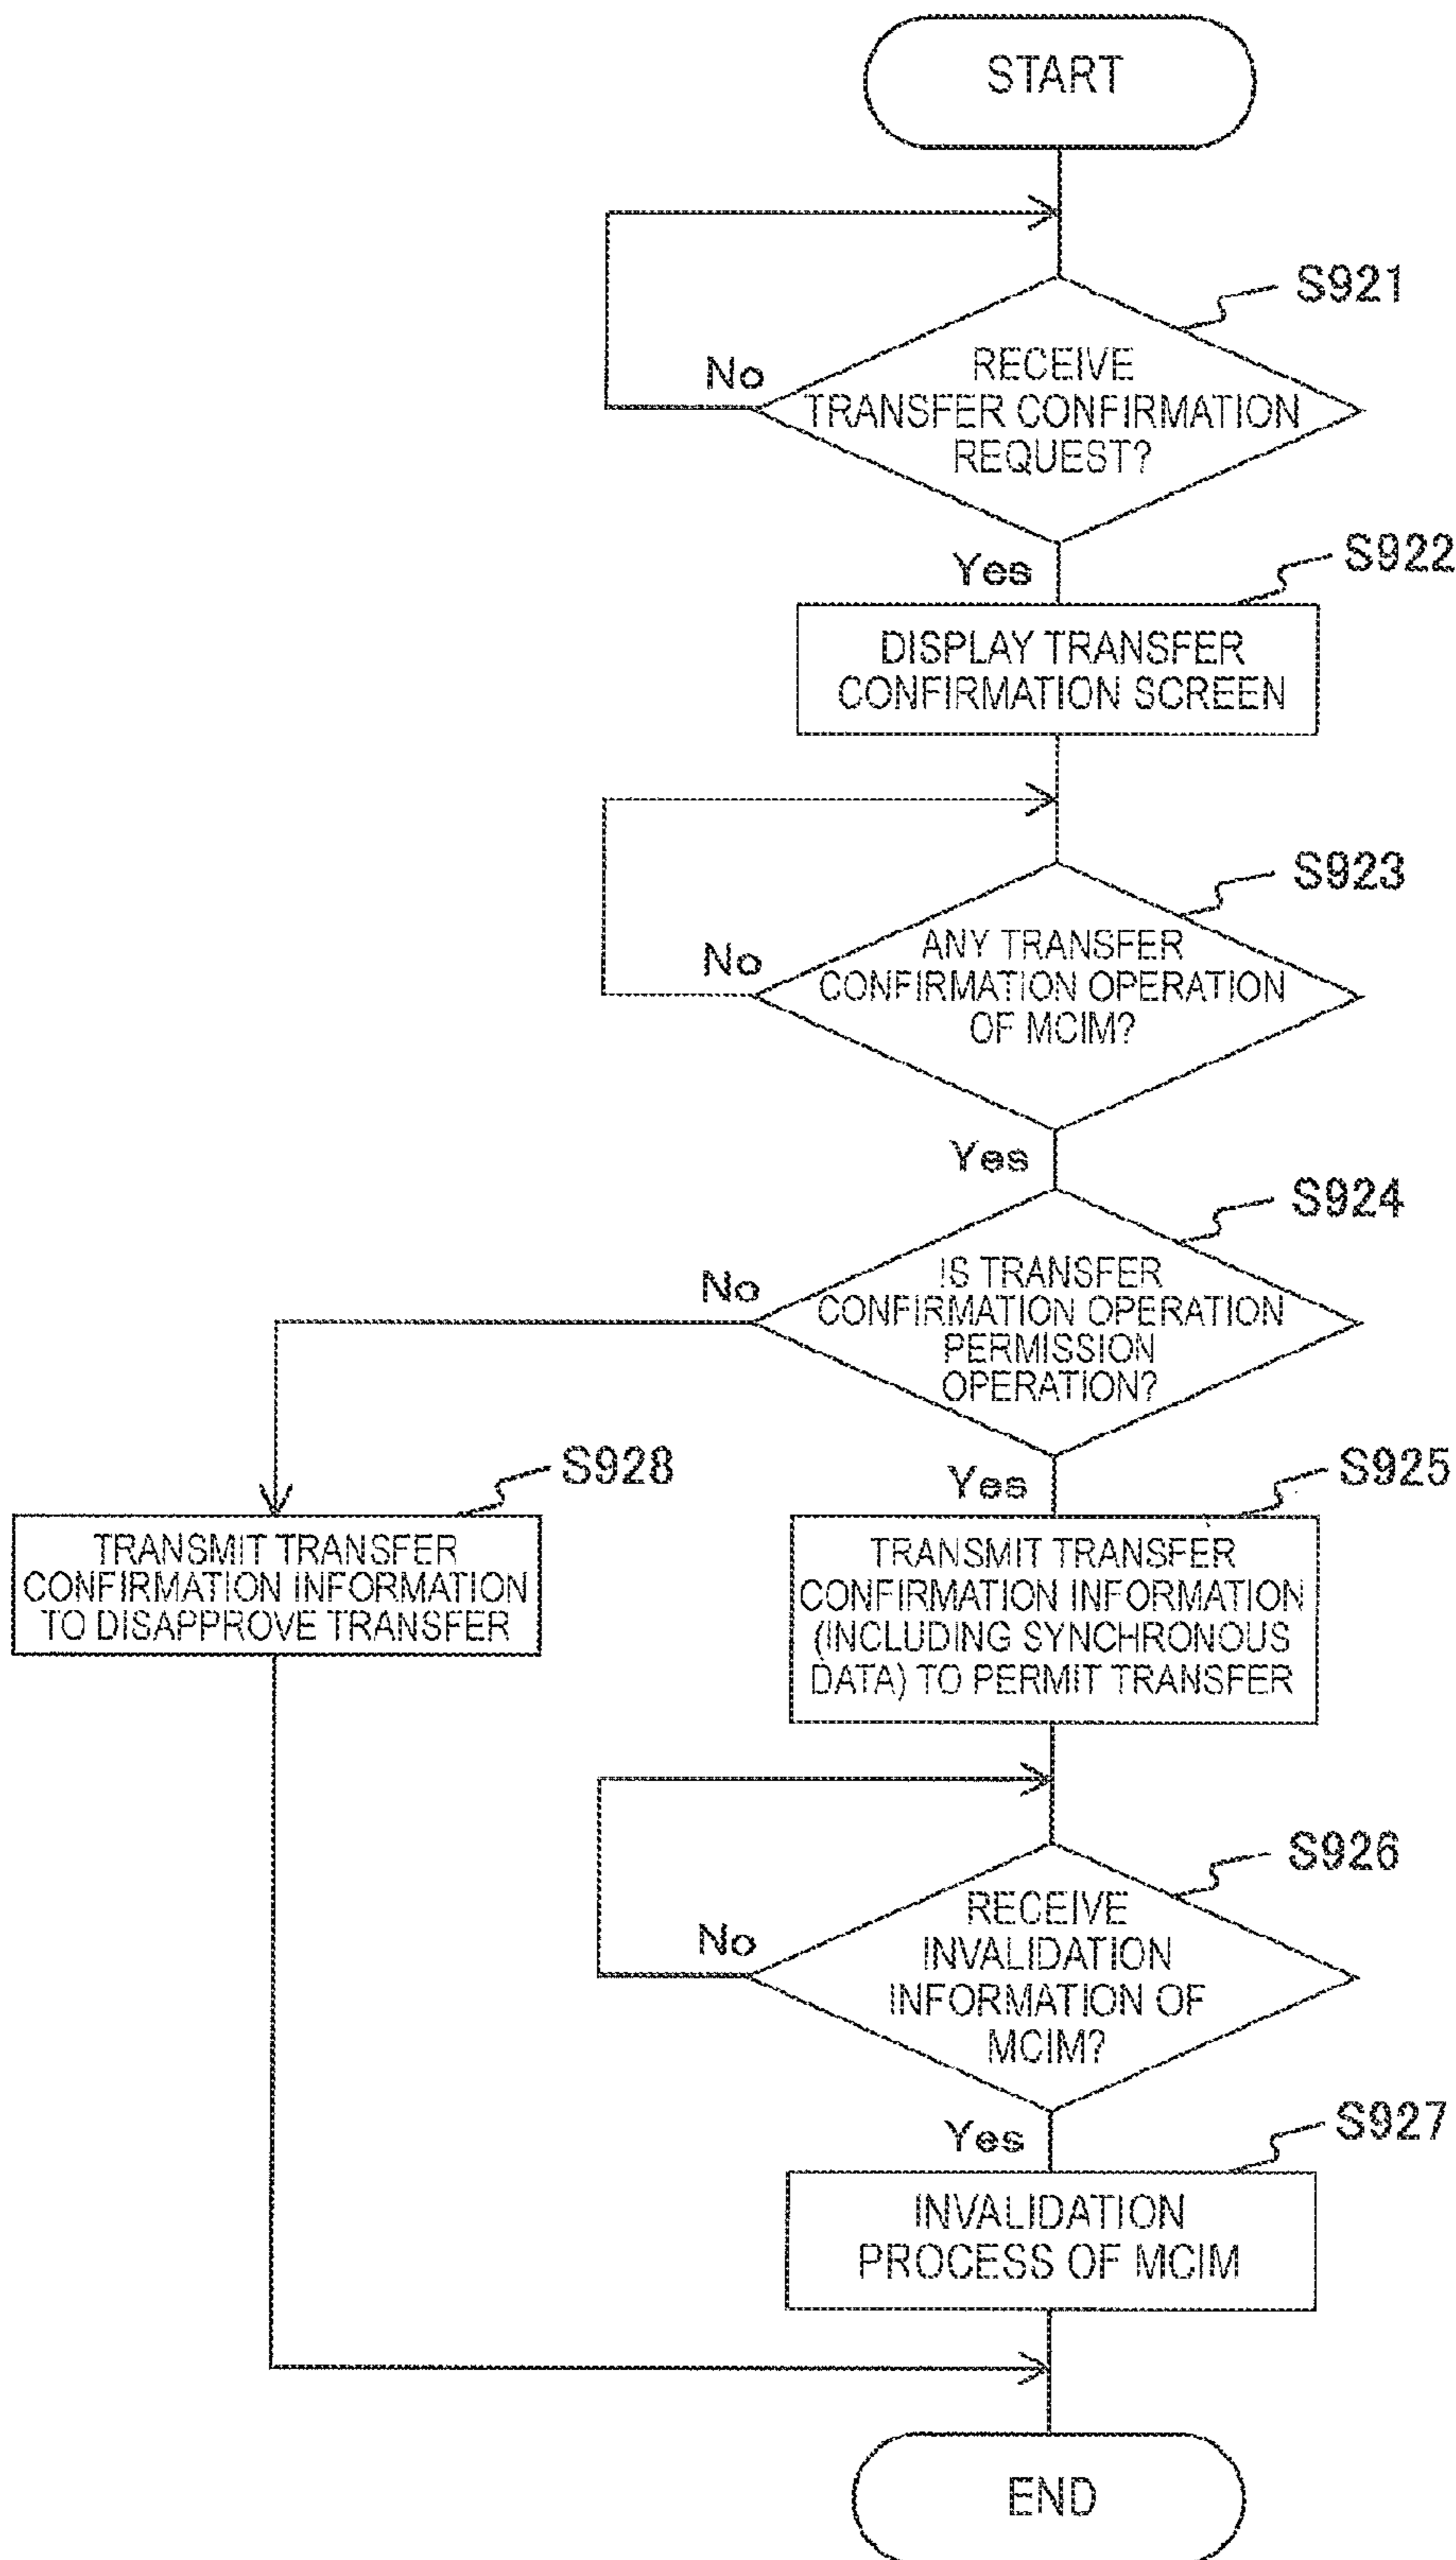 START
S921
No
RECEIVE
TRANSFER CONFIRMATION
REQUEST?
Yes
S922
DISPLAY TRANSFER
CONFIRMATION SCREEN
S923
No
ANY TRANSFER
CONFIRMATION OPERATION
OF MCIM?
Yes
S924
No
IS TRANSFER
CONFIRMATION OPERATION
PERMISSION
OPERATION?
S928
Yes
S925
TRANSMIT TRANSFER
CONFIRMATION INFORMATION
TO DISAPPROVE TRANSFER
TRANSMIT TRANSFER
CONFIRMATION INFORMATION
(INCLUDING SYNCHRONOUS
DATA) TO PERMIT TRANSFER
S926
No
RECEIVE
INVALIDATION
INFORMATION OF
MCIM?
Yes
S927
INVALIDATION
PROCESS OF MCIM
END